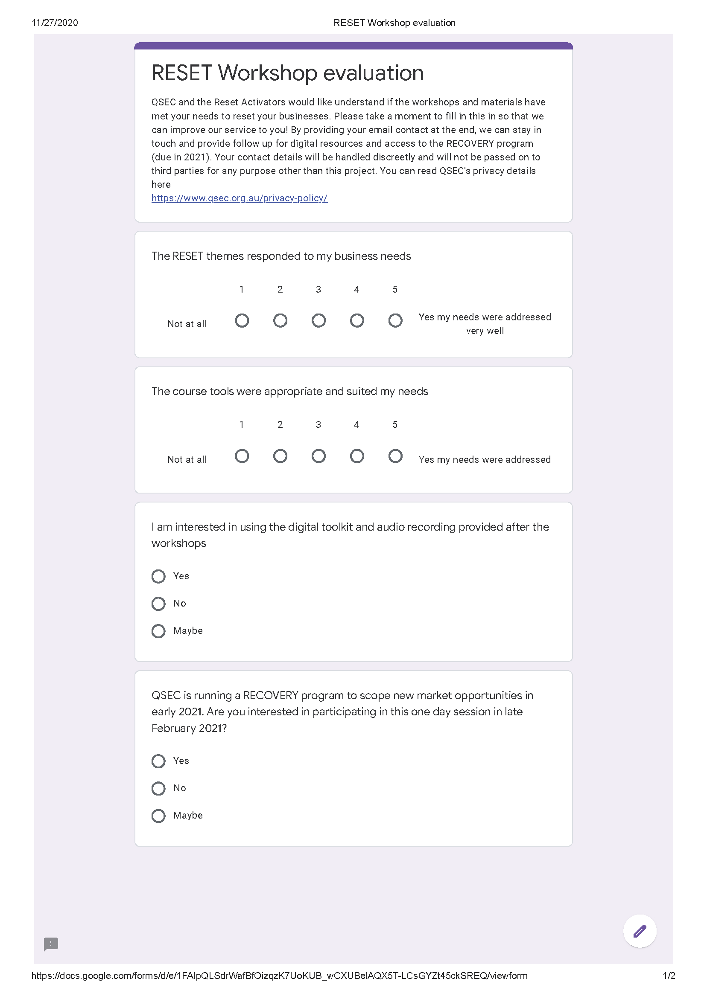 11/27/2020 RESET Workshop evaluation
RESET Workshop evaluation
QSEC and the Reset Activators would like understand if the workshops and materials have
met your needs to reset your businesses. Please take a moment to fill in this in so that we
can improve our service to you! By providing your email contact at the end, we can stay in
touch and provide follow up for digital resources and access to the RECOVERY program
(due in 2021). Your contact details will be handled discreetly and will not be passed on to
third parties for any purpose other than this project. You can read QSEC's privacy details
here
https://www.qsec.org.au/privacy-policy/
The RESET themes responded to my business needs
1 2 3 4 5
Not at all
Yes my needs were addressed
very well
The course tools were appropriate and suited my needs
1 2 3 4 5
Not at all Yes my needs were addressed
I am interested in using the digital toolkit and audio recording provided after the
workshops
Yes
No
Maybe
QSEC is running a RECOVERY program to scope new market opportunities in
early 2021. Are you interested in participating in this one day session in late
February 2021?
Yes
No
Maybe
https://docs.google.com/forms/d/e/1FAIpQLSdrWafBfOizqzK7UoKUB_wCXUBelAQX5T-LCsGYZt45ckSREQ/viewform 1/2